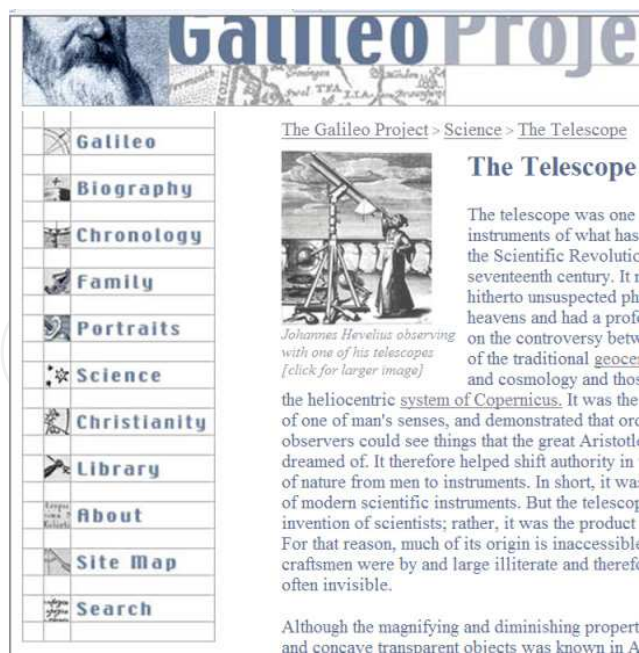 Galileo Proje
Galileo
Biography
Chronology
Family
Portraits
Science
Christianity
Library
About
Site Map
Search
The Galileo Project > Science > The Telescope
The Telescope
Johannes Hevelius observing
with one of his telescopes
[click for larger image]
The telescope was one
instruments of what has
the Scientific Revolutio
seventeenth century. It r
hitherto unsuspected ph
heavens and had a prof
on the controversy betw
of the traditional geocer
and cosmology and thos
the heliocentric system of Copernicus. It was the
of one of man's senses, and demonstrated that ord
observers could see things that the great Aristotle
dreamed of. It therefore helped shift authority in
of nature from men to instruments. In short, it was
of modern scientific instruments. But the telescop
invention of scientists; rather, it was the product
For that reason, much of its origin is inaccessible
craftsmen were by and large illiterate and therefo
often invisible.
Although the magnifying and diminishing propert
and concave transparent objects was known in A